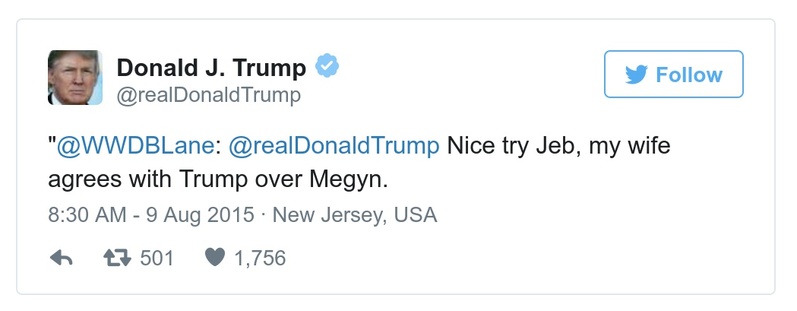 Donald J. Trump
@realDonaldTrump
Follow
"@WWDBLane: @realDonaldTrump Nice try Jeb, my wife
agrees with Trump over Megyn.
8:30 AM - 9 Aug 2015 · New Jersey, USA
501 1,756